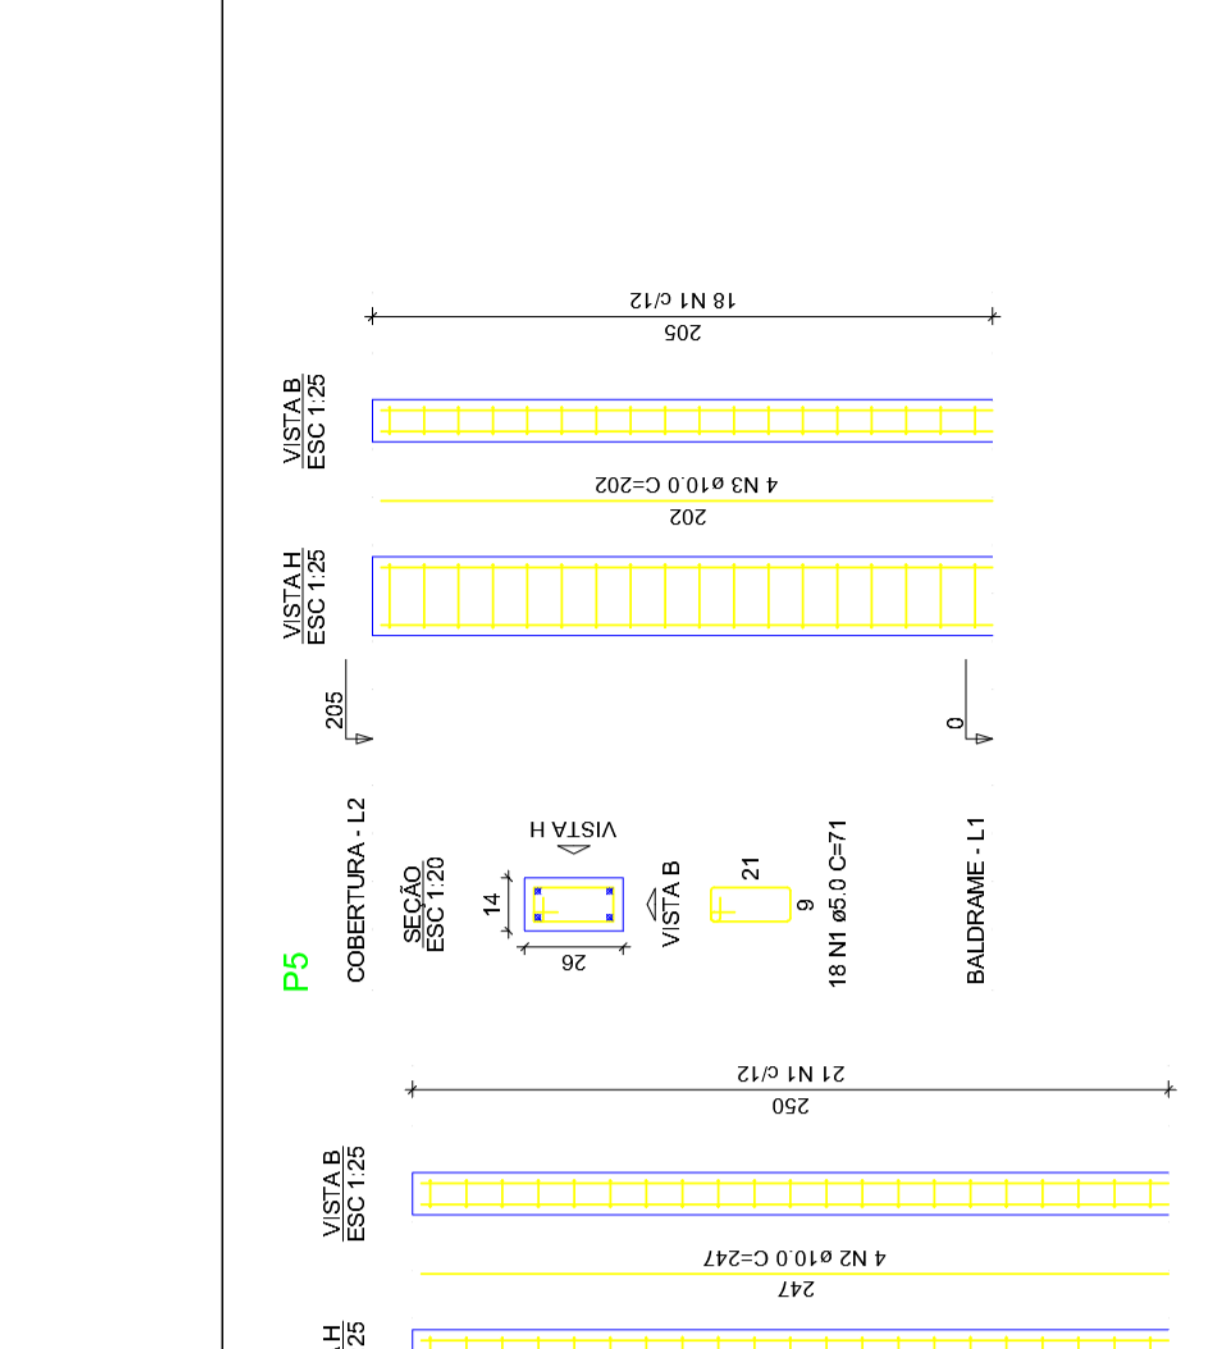 P5
COBERTURA - L2
205
SEÇÃO
ESC 1:20
14
26
VISTA H
VISTA B
21
9
18 N1 ø5.0 C=71
BALDRAME - L1
0
VISTA H
ESC 1:25
4 N3 ø10.0 C=202
202
VISTA B
ESC 1:25
18 N1 c/12
205
H
25
4 N2 ø10.0 C=247
247
VISTA B
ESC 1:25
21 N1 c/12
250